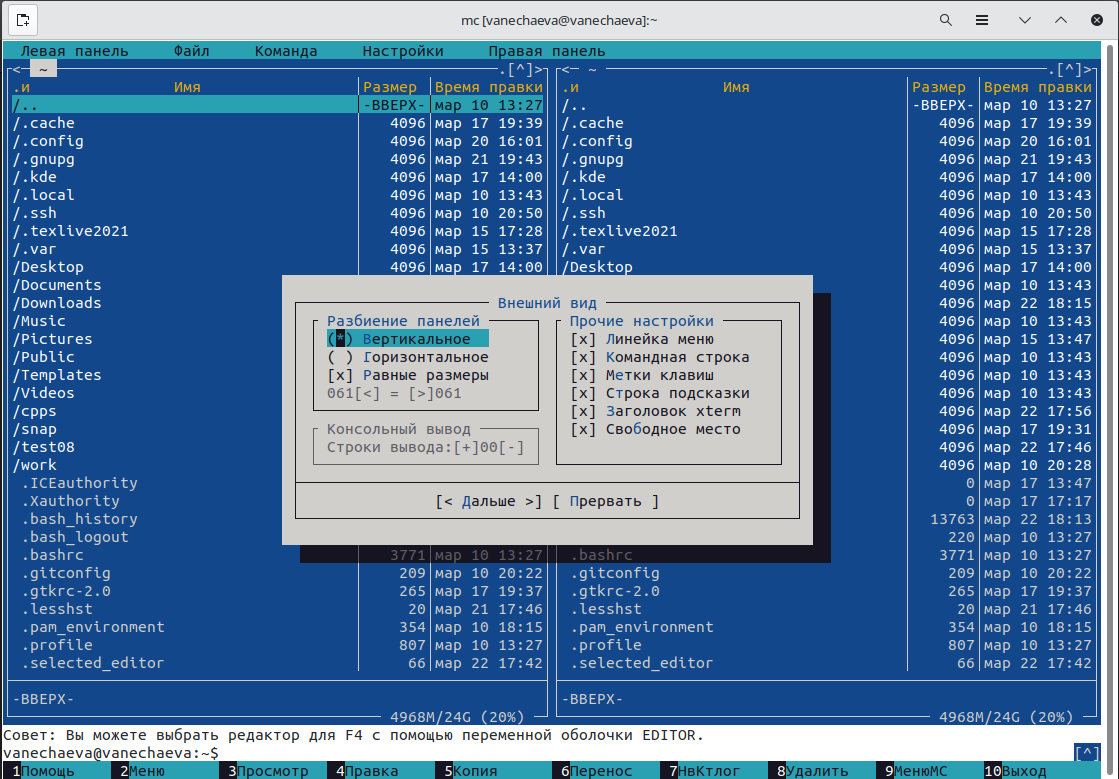 mc [vanechaeva@vanechaeva]:~
Левая панель Файл Команда Настройки Правая панель
<─ ~ .[^]> <─ ~ .[^]>
.и Имя Размер Время правки .и Имя Размер Время правки
/.. -ВВЕРХ- мар 10 13:27 /.. -ВВЕРХ- мар 10 13:27
/.cache 4096 мар 17 19:39 /.cache 4096 мар 17 19:39
/.config 4096 мар 20 16:01 /.config 4096 мар 20 16:01
/.gnupg 4096 мар 21 19:43 /.gnupg 4096 мар 21 19:43
/.kde 4096 мар 17 14:00 /.kde 4096 мар 17 14:00
/.local 4096 мар 10 13:43 /.local 4096 мар 10 13:43
/.ssh 4096 мар 10 20:50 /.ssh 4096 мар 10 20:50
/.texlive2021 4096 мар 15 17:28 /.texlive2021 4096 мар 15 17:28
/.var 4096 мар 15 13:37 /.var 4096 мар 15 13:37
/Desktop 4096 мар 17 14:00 /Desktop 4096 мар 17 14:00
/Documents 4096 мар 10 13:43
/Downloads Внешний вид 4096 мар 22 18:15
/Music Разбиение панелей Прочие настройки 4096 мар 10 13:43
/Pictures (*) Вертикальное [x] Линейка меню 4096 мар 15 13:47
/Public ( ) Горизонтальное [x] Командная строка 4096 мар 10 13:43
/Templates [x] Равные размеры [x] Метки клавиш 4096 мар 10 13:43
/Videos 061[<] = [>]061 [x] Строка подсказки 4096 мар 10 13:43
/cpps [x] Заголовок xterm 4096 мар 22 17:56
/snap Консольный вывод [x] Свободное место 4096 мар 17 19:31
/test08 Строки вывода:[+]00[-] 4096 мар 22 17:46
/work 4096 мар 10 20:28
.ICEauthority 0 мар 17 13:47
.Xauthority [< Дальше >] [ Прервать ] 0 мар 17 17:17
.bash_history 13763 мар 22 18:13
.bash_logout 220 мар 10 13:27
.bashrc 3771 мар 10 13:27 .bashrc 3771 мар 10 13:27
.gitconfig 209 мар 10 20:22 .gitconfig 209 мар 10 20:22
.gtkrc-2.0 265 мар 17 19:37 .gtkrc-2.0 265 мар 17 19:37
.lesshst 20 мар 21 17:46 .lesshst 20 мар 21 17:46
.pam_environment 354 мар 10 18:15 .pam_environment 354 мар 10 18:15
.profile 807 мар 10 13:27 .profile 807 мар 10 13:27
.selected_editor 66 мар 22 17:42 .selected_editor 66 мар 22 17:42
-ВВЕРХ- -ВВЕРХ-
4968M/24G (20%) 4968M/24G (20%)
Совет: Вы можете выбрать редактор для F4 с помощью переменной оболочки EDITOR.
vanechaeva@vanechaeva:~$ [^]
1Помощь 2Меню 3Просмотр 4Правка 5Копия 6Перенос 7НвКтлог 8Удалить 9МенюМС 10Выход